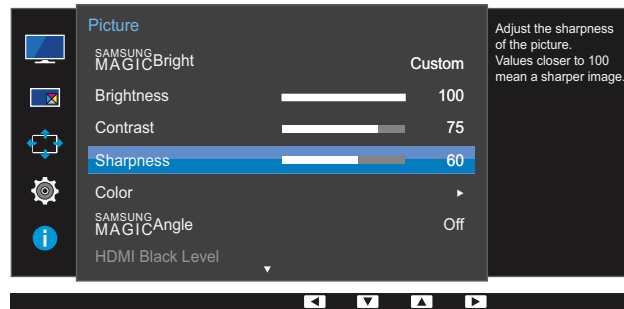 Picture
SAMSUNG
MAGICBright Custom
Brightness 100
Contrast 75
Sharpness 60
Color
SAMSUNG
MAGICAngle Off
HDMI Black Level
Adjust the sharpness
of the picture.
Values closer to 100
mean a sharper image.